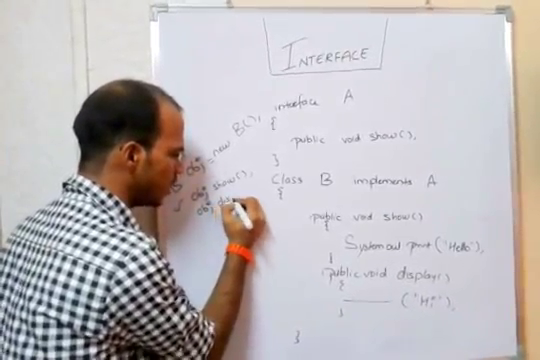 INTERFACE
interface A
{
public void show();
}
Class B implements A
{
public void show()
{
System.out.print("Hello");
}
public void display()
{
("Hi");
}
}
B obj = new B();
obj.show();
obj.dis